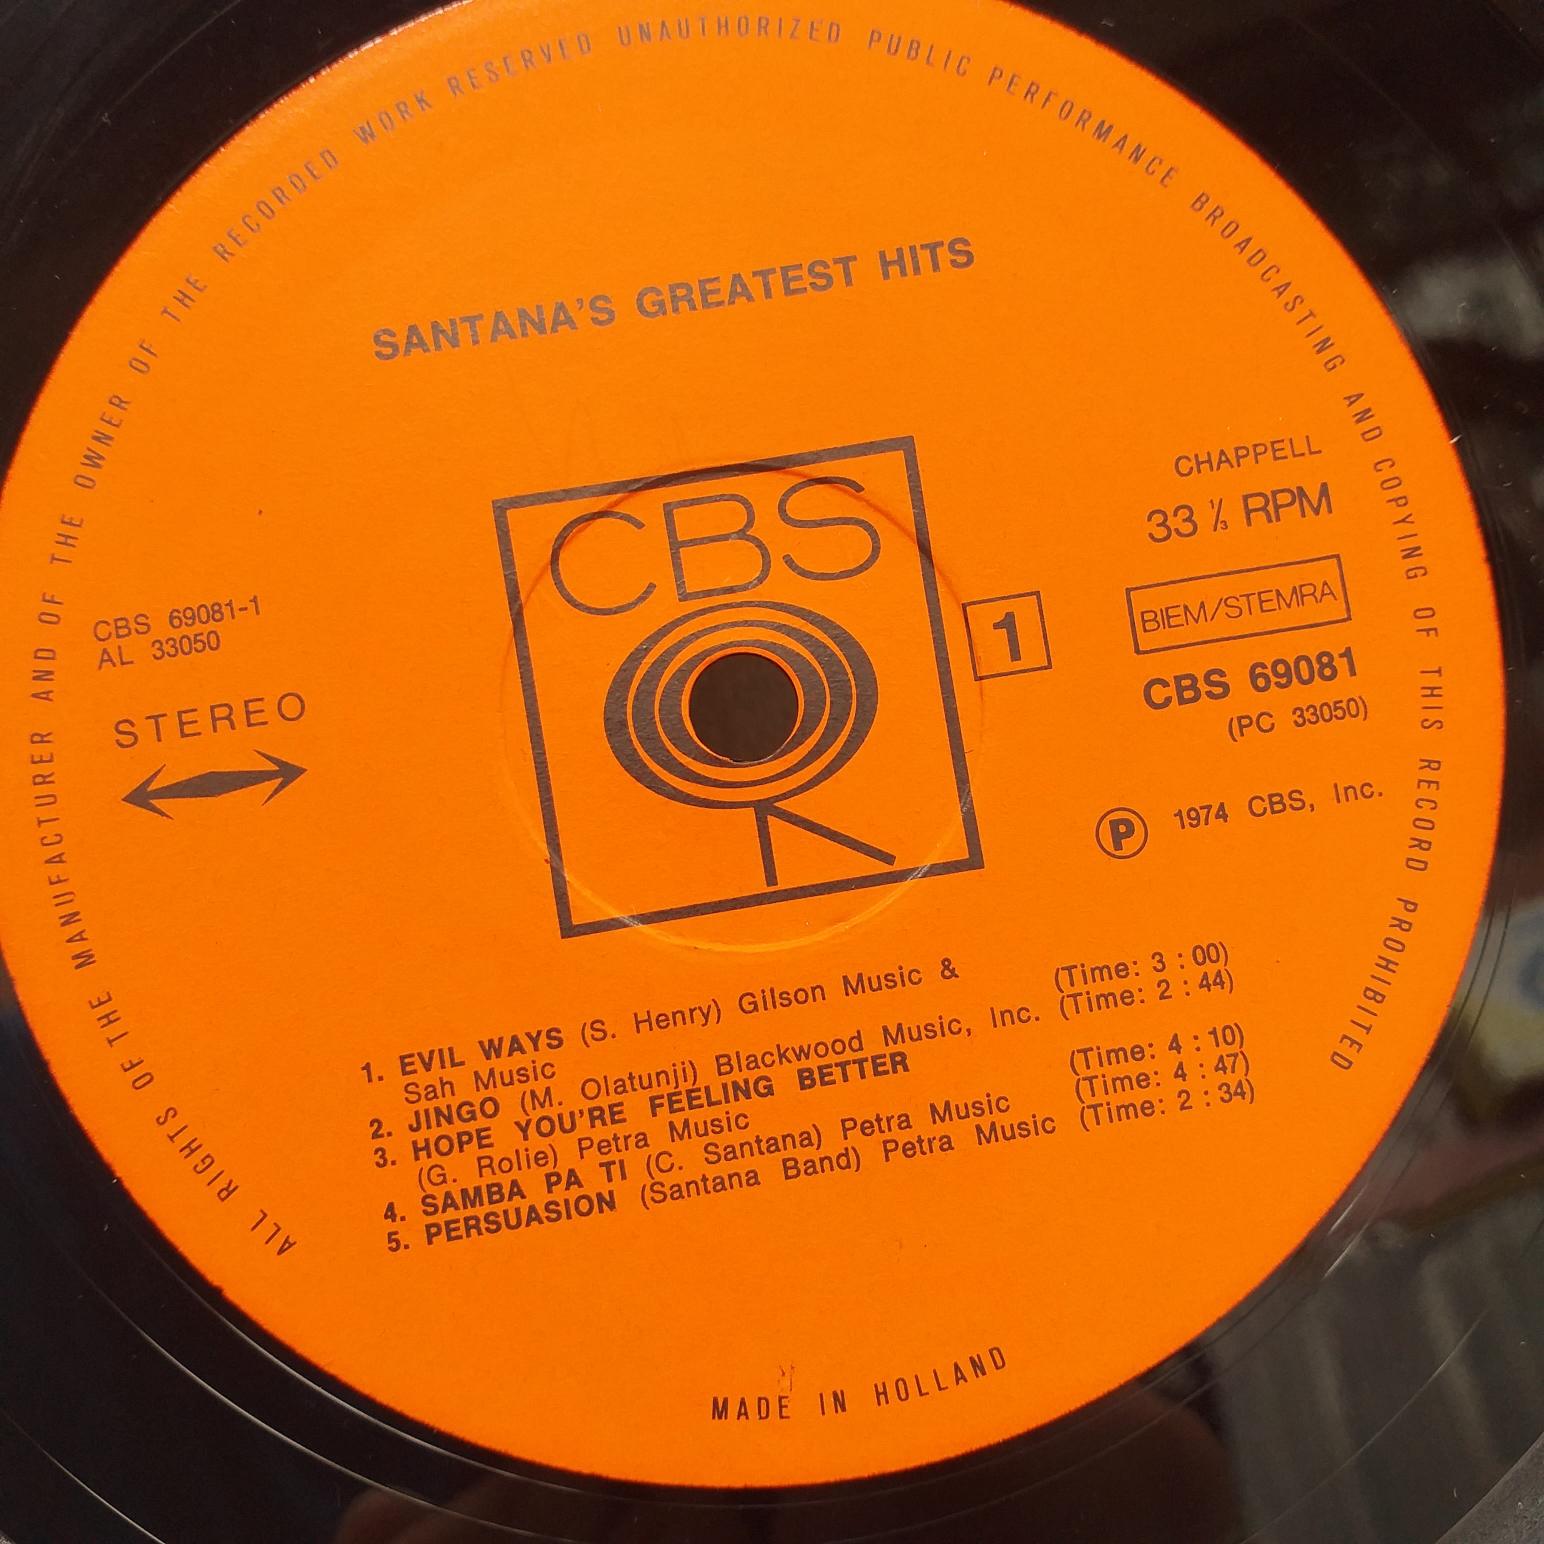 ALL RIGHTS OF THE MANUFACTURER AND OF THE OWNER OF THE RECORDED WORK RESERVED UNAUTHORIZED PUBLIC PERFORMANCE BROADCASTING AND COPYING OF THIS RECORD PROHIBITED
SANTANA'S GREATEST HITS
CBS
CBS 69081-1
AL 33050
STEREO
1
CHAPPELL
33 ⅓ RPM
BIEM/STEMRA
CBS 69081
(PC 33050)
Ⓟ 1974 CBS, Inc.
1. EVIL WAYS (S. Henry) Gilson Music & (Time: 3 : 00)
Sah Music
2. JINGO (M. Olatunji) Blackwood Music, Inc. (Time: 2 : 44)
3. HOPE YOU'RE FEELING BETTER
(G. Rolie) Petra Music (Time: 4 : 10)
4. SAMBA PA TI (C. Santana) Petra Music (Time: 4 : 47)
5. PERSUASION (Santana Band) Petra Music (Time: 2 : 34)
MADE IN HOLLAND